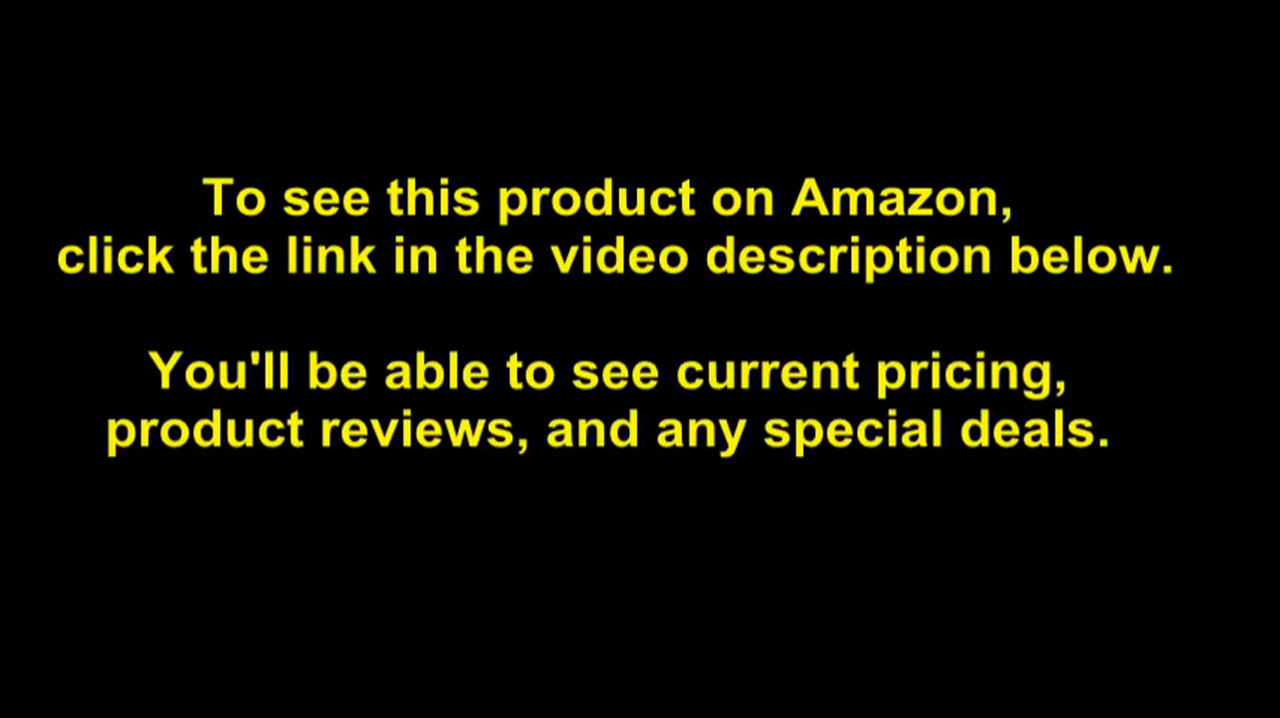 To see this product on Amazon,
click the link in the video description below.
You'll be able to see current pricing,
product reviews, and any special deals.